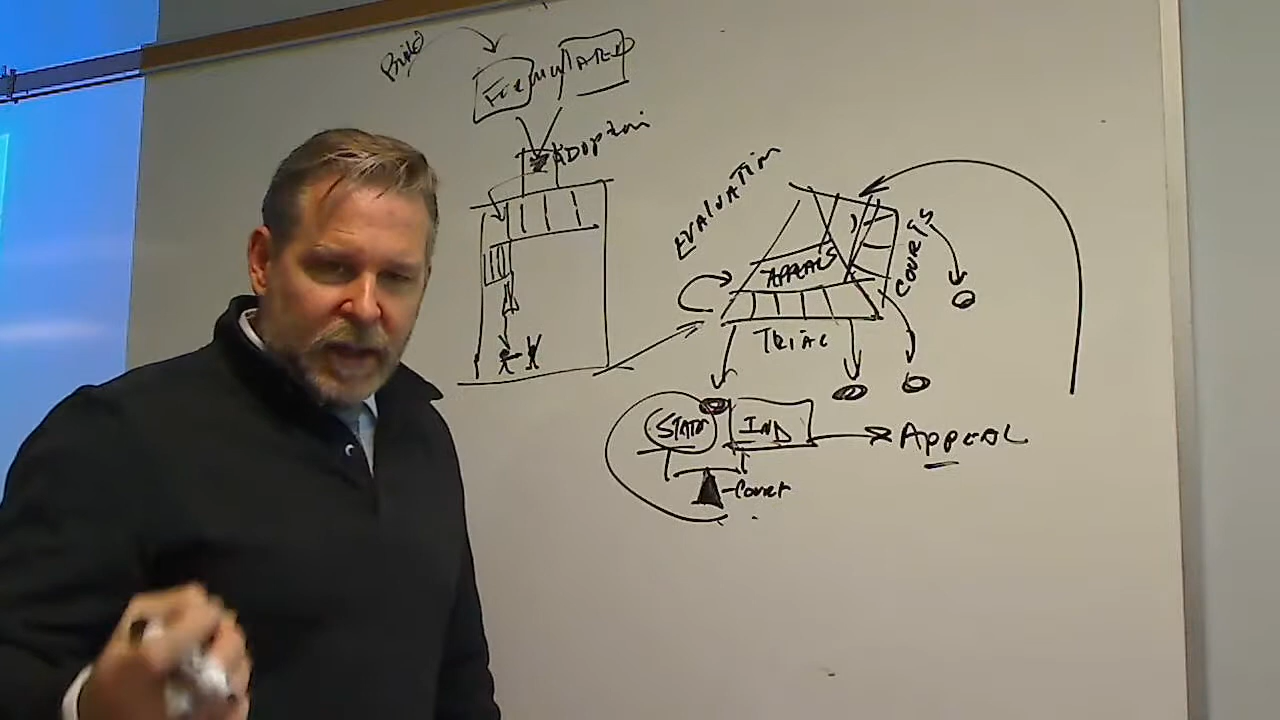 FORMULATED
ADOPTION
EVALUATION
APPEALS
COURTS
TRIAL
STATE
IND
APPEAL
Court